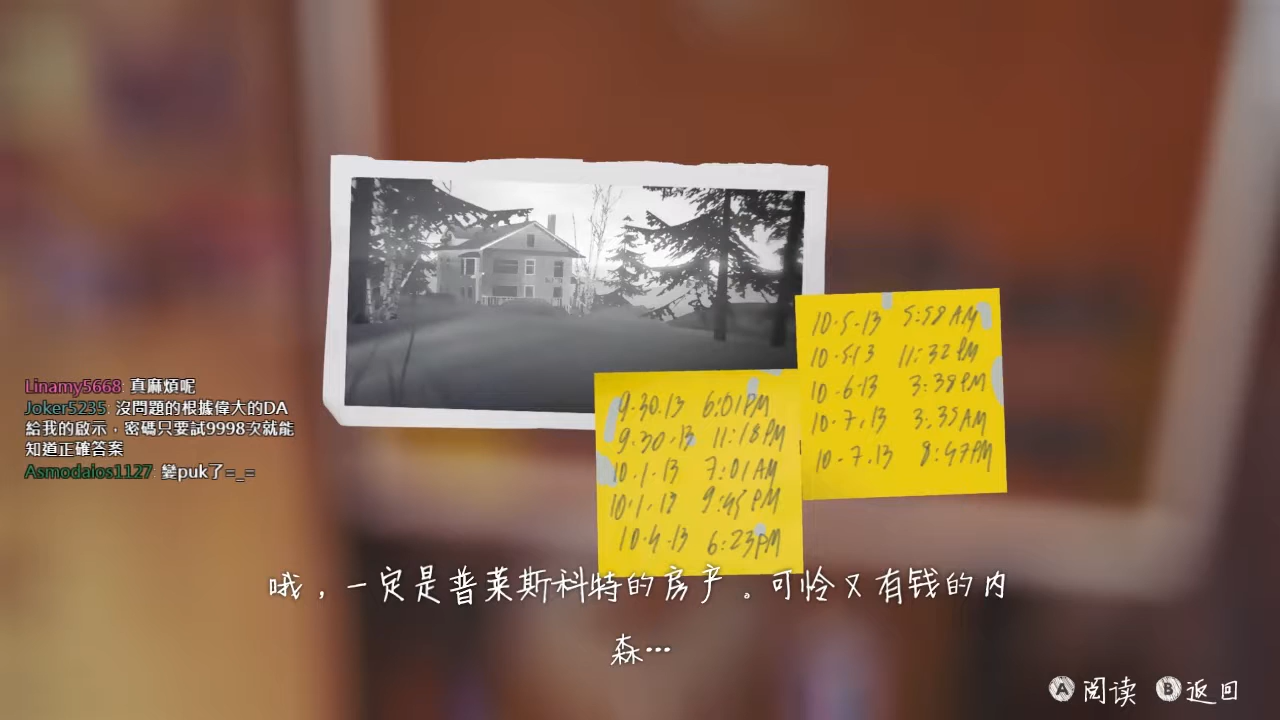 Linamy5668 真麻煩呢
Joker5235 沒問題的根據偉大的DA
給我的啟示，密碼只要試9998次就能
知道正確答案
Asmodaios1127 變puk了=_=
10.5.13 5:58 AM
10.5.13 11:32 PM
10.6.13 3:38 PM
10.7.13 3:35 AM
10.7.13 8:47 PM
9.30.13 6:01 PM
9.30.13 11:18 PM
10.1.13 7:01 AM
10.1.13 9:45 PM
10.4.13 6:23 PM
哦，一定是普莱斯科特的房产。可怜又有钱的内
森…
A 阅读 B 返回